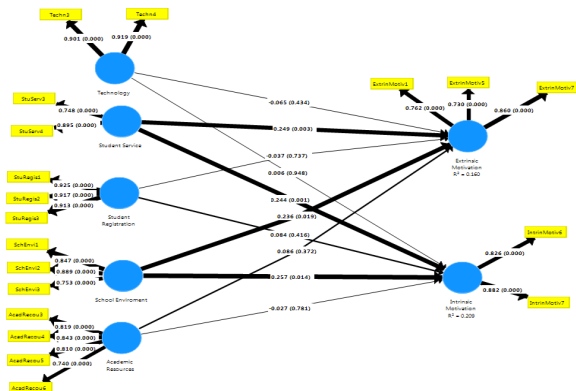 Techn3
Techn4
0.901 (0.000)
0.919 (0.000)
Technology
ExtrinMotiv1
ExtrinMotiv5
ExtrinMotiv7
0.762 (0.000)
0.730 (0.000)
0.860 (0.000)
StuServ3
0.748 (0.000)
StuServ4
0.895 (0.000)
Student Service
-0.065 (0.434)
0.249 (0.003)
-0.037 (0.737)
0.006 (0.948)
Extrinsic
Motivation
R² = 0.160
StuRegis1
0.825 (0.000)
StuRegis2
0.917 (0.000)
StuRegis3
0.913 (0.000)
Student
Registration
0.244 (0.001)
0.236 (0.019)
0.084 (0.416)
0.086 (0.372)
SchEnvi1
0.847 (0.000)
SchEnvi2
0.889 (0.000)
SchEnvi3
0.753 (0.000)
School Enviroment
0.257 (0.014)
-0.027 (0.781)
IntrinMotiv6
0.826 (0.000)
0.882 (0.000)
IntrinMotiv7
Intrinsic
Motivation
R² = 0.209
AcadRecou3
0.819 (0.000)
AcadRecou4
0.843 (0.000)
AcadRecou5
0.810 (0.000)
0.740 (0.000)
AcadRecou6
Academic
Resources